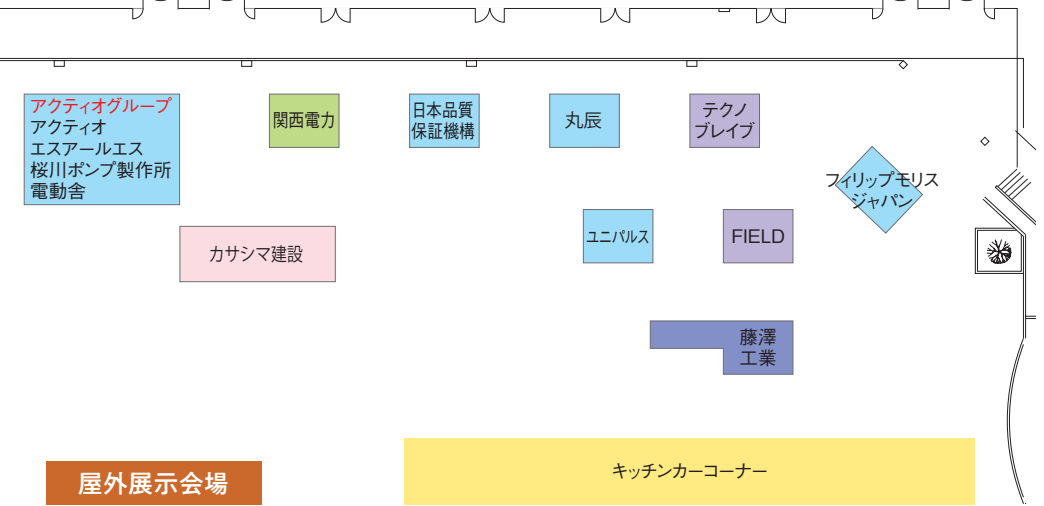 アクティオグループ
アクティオ
エスアールエス
桜川ポンプ製作所
電動舎
関西電力
日本品質
保証機構
丸辰
テクノ
ブレイブ
フィリップモリス
ジャパン
カサシマ建設
ユニパルス
FIELD
藤澤
工業
キッチンカーコーナー
屋外展示会場